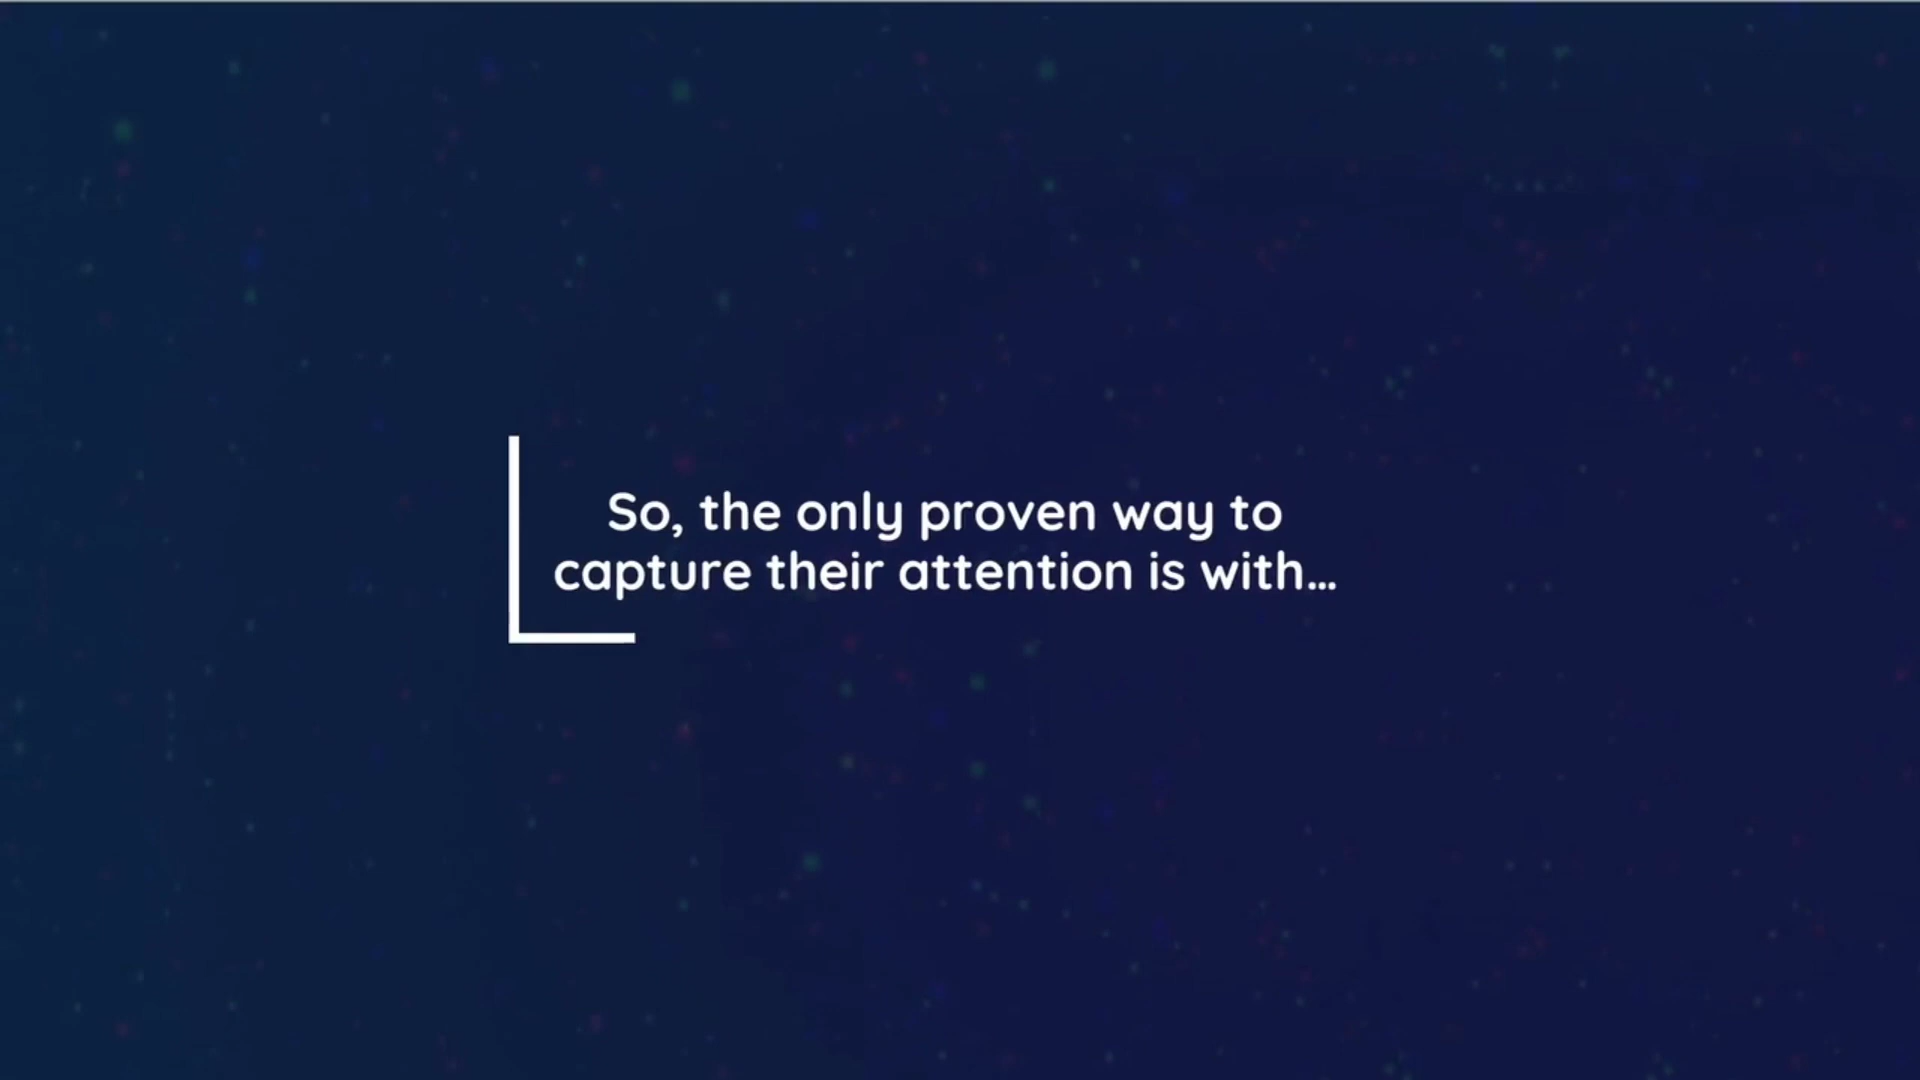 So, the only proven way to
capture their attention is with...